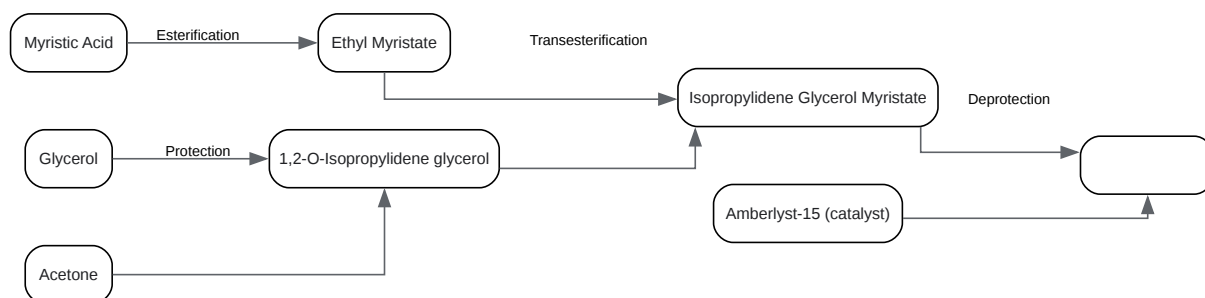 Myristic Acid
Esterification
Ethyl Myristate
Transesterification
Isopropylidene Glycerol Myristate
Deprotection
Glycerol
Protection
1,2-O-Isopropylidene glycerol
Amberlyst-15 (catalyst)
Acetone